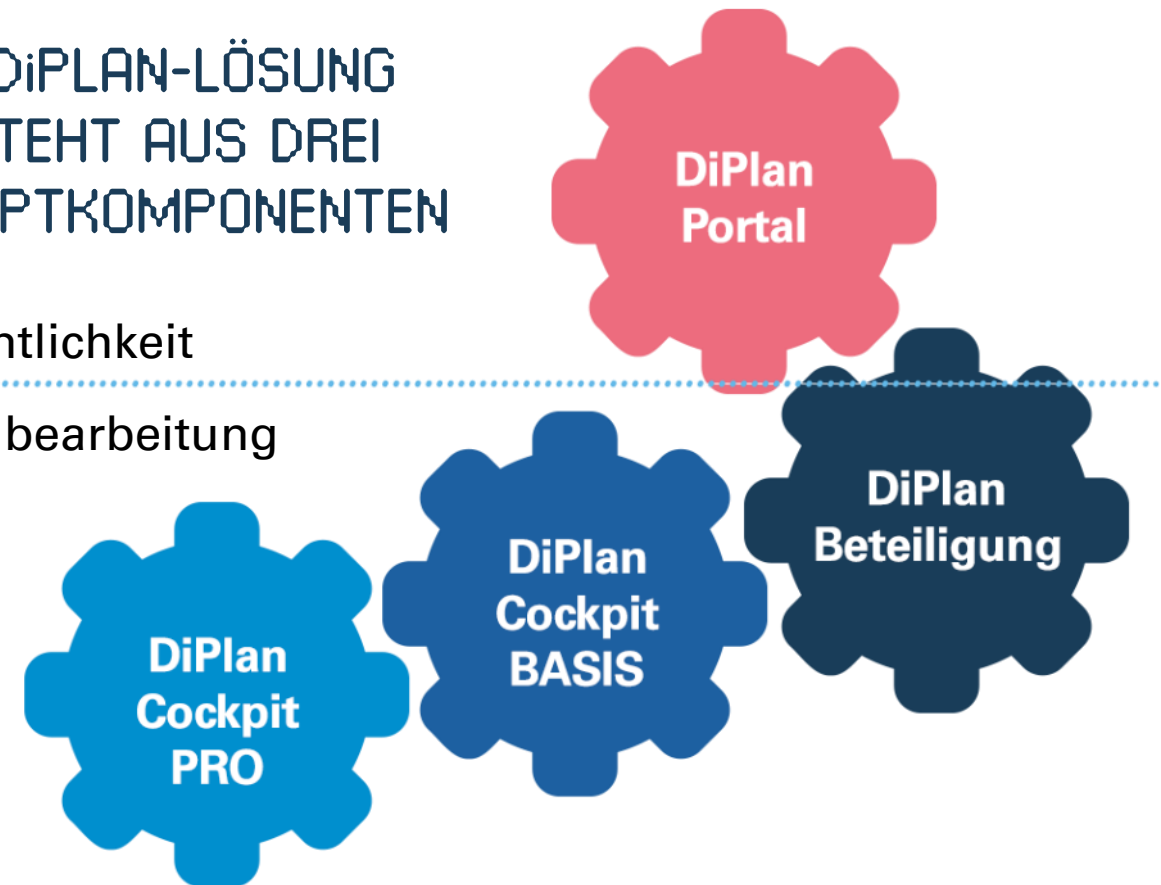 DiPLAN-LÖSUNG
TEHT AUS DREI
PTKOMPONENTEN
ntlichkeit
bearbeitung
DiPlan
Portal
DiPlan
Beteiligung
DiPlan
Cockpit
BASIS
DiPlan
Cockpit
PRO